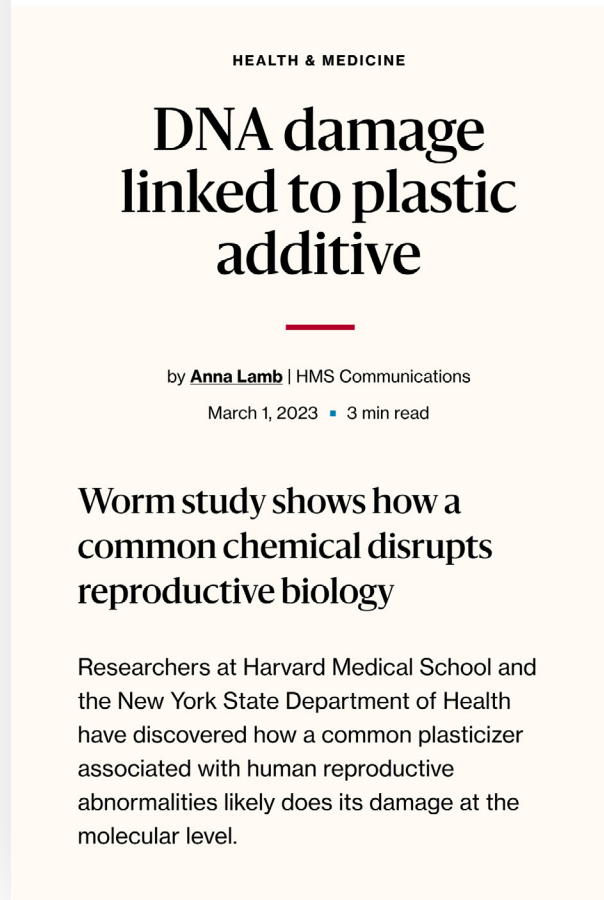 HEALTH & MEDICINE
DNA damage
linked to plastic
additive
by Anna Lamb | HMS Communications
March 1, 2023 ▪ 3 min read
Worm study shows how a
common chemical disrupts
reproductive biology
Researchers at Harvard Medical School and
the New York State Department of Health
have discovered how a common plasticizer
associated with human reproductive
abnormalities likely does its damage at the
molecular level.